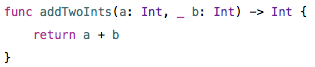 func addTwoInts(a: Int, _ b: Int) -> Int {
    return a + b
}